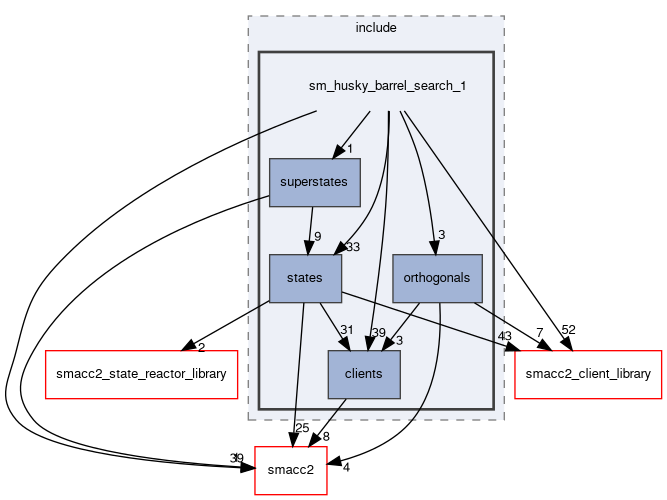 include
sm_husky_barrel_search_1
1
superstates
9
33
3
states
orthogonals
31
39
3
43
7
52
2
smacc2_state_reactor_library
clients
smacc2_client_library
25
8
39
4
smacc2